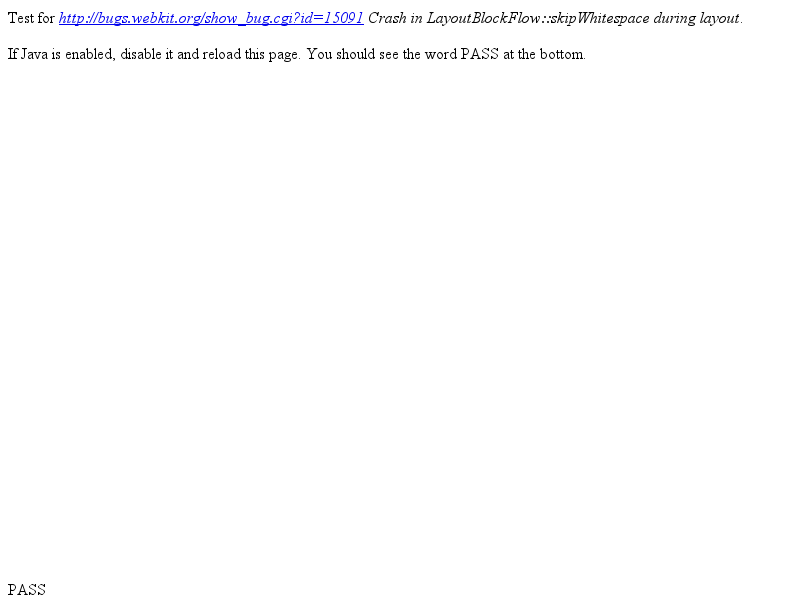 Test for http://bugs.webkit.org/show_bug.cgi?id=15091 Crash in LayoutBlockFlow::skipWhitespace during layout.
If Java is enabled, disable it and reload this page. You should see the word PASS at the bottom.
PASS